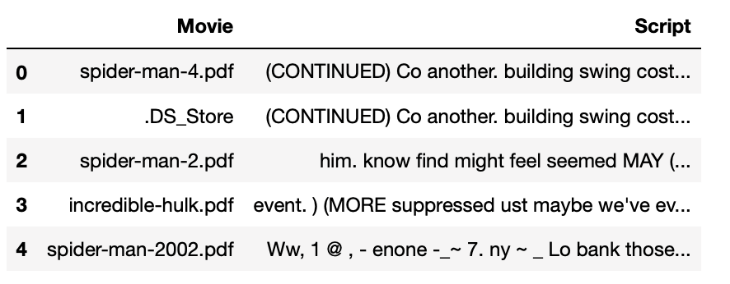 Movie Script
0 spider-man-4.pdf (CONTINUED) Co another. building swing cost...
1 .DS_Store (CONTINUED) Co another. building swing cost...
2 spider-man-2.pdf him. know find might feel seemed MAY (...
3 incredible-hulk.pdf event. ) (MORE suppressed ust maybe we've ev...
4 spider-man-2002.pdf Ww, 1 @ , - enone -_~ 7. ny ~ _ Lo bank those...